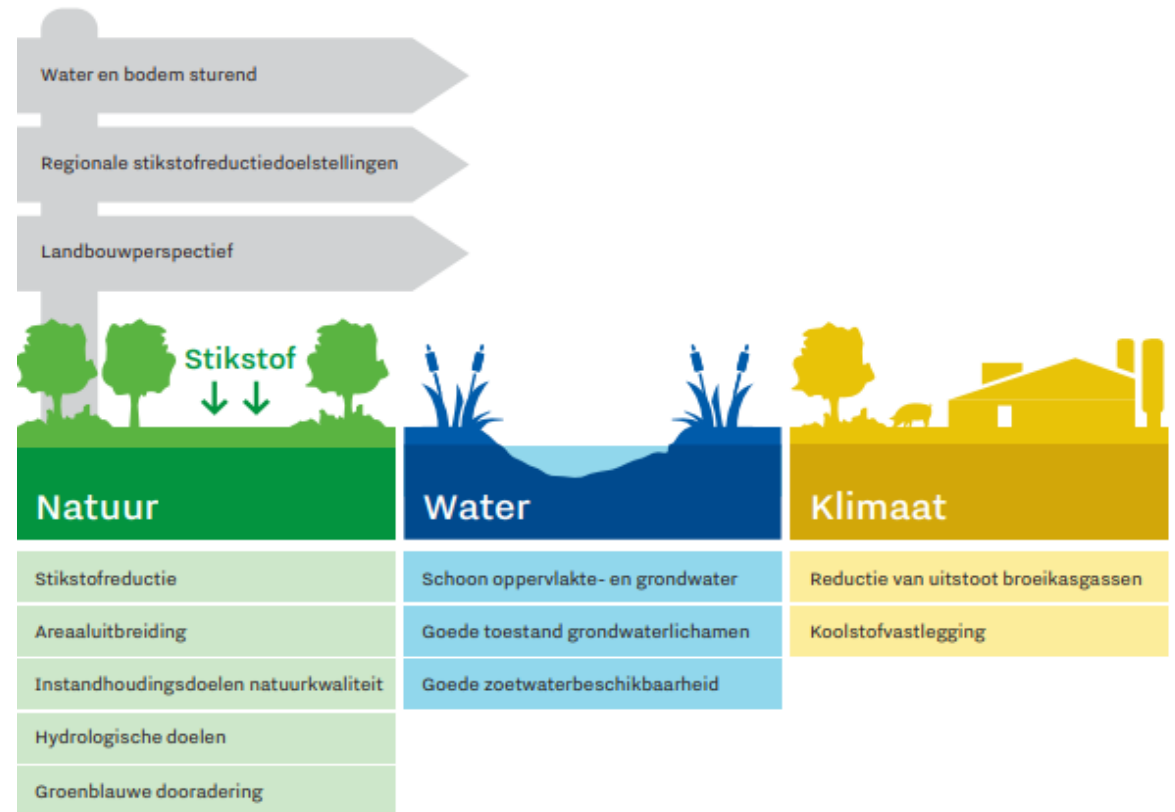 Water en bodem sturend
Regionale stikstofreductiedoelstellingen
Landbouwperspectief
Stikstof
Natuur
Stikstofreductie
Areaaluitbreiding
Instandhoudingsdoelen natuurkwaliteit
Hydrologische doelen
Groenblauwe dooradering
Water
Schoon oppervlakte- en grondwater
Goede toestand grondwaterlichamen
Goede zoetwaterbeschikbaarheid
Klimaat
Reductie van uitstoot broeikasgassen
Koolstofvastlegging